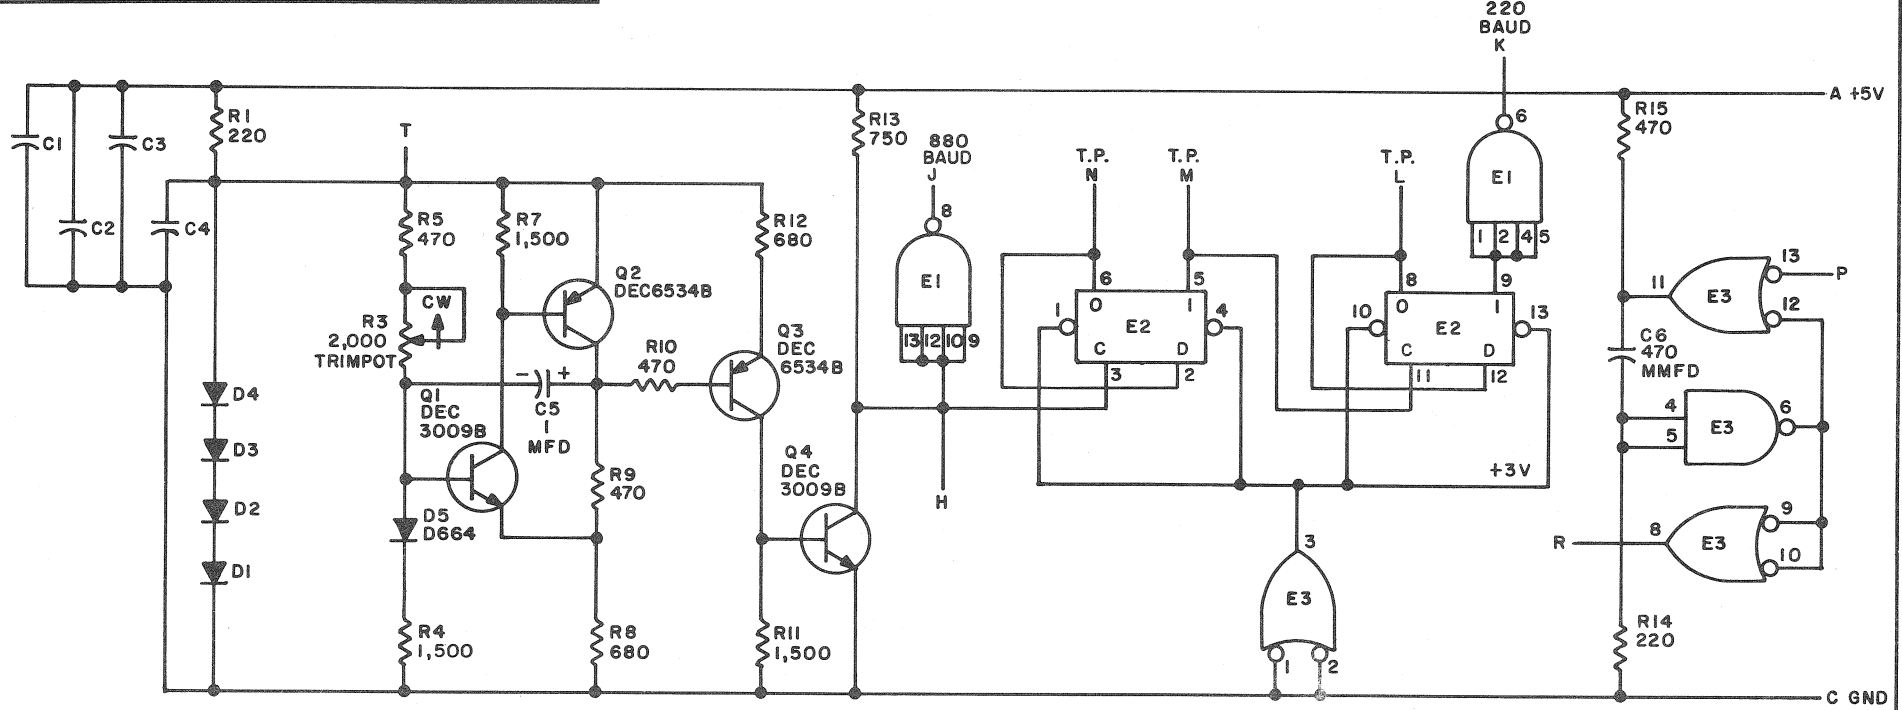 220
BAUD
K
A +5V
R1
220
R13
750
R15
470
C1
C3
T
880
BAUD
J
T.P.
N
T.P.
M
T.P.
L
6
E1
1 2 4 5
C2
C4
R5
470
R7
1,500
R12
680
8
E1
13 12 10 9
Q2
DEC6534B
CW
R3
2,000
TRIMPOT
6
5
1
O
1
E2
4
C
D
3
2
8
9
10
O
1
E2
13
C
D
11
12
13
P
11
E3
12
Q3
DEC
6534B
R10
470
C6
470
MMFD
- +
C5
1
MFD
D4
Q1
DEC
3009B
4
5
E3
6
D3
R9
470
Q4
DEC
3009B
H
+3V
D2
D5
D664
9
8
R
E3
10
3
D1
E3
R4
1,500
R8
680
R11
1,500
R14
220
1
2
C GND